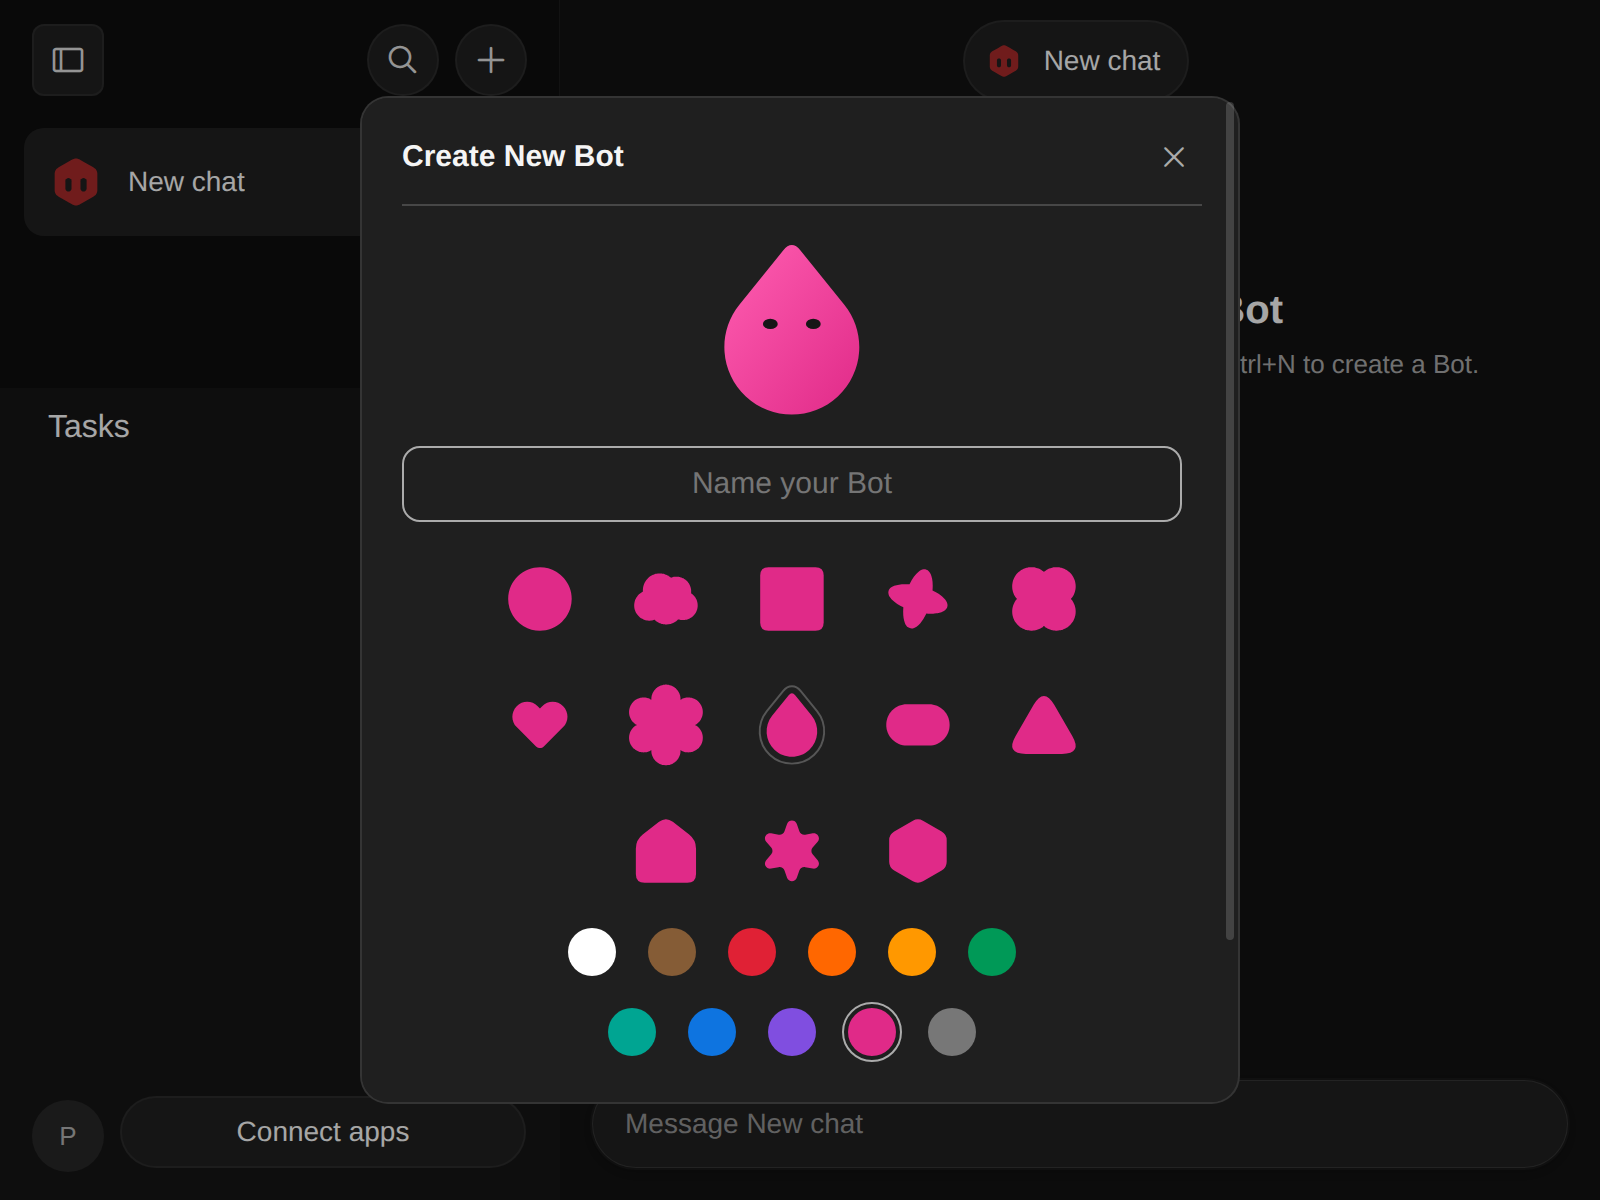 New chat
Create New Bot
New chat
Bot
trl+N to create a Bot.
Tasks
Name your Bot
P
Connect apps
Message New chat